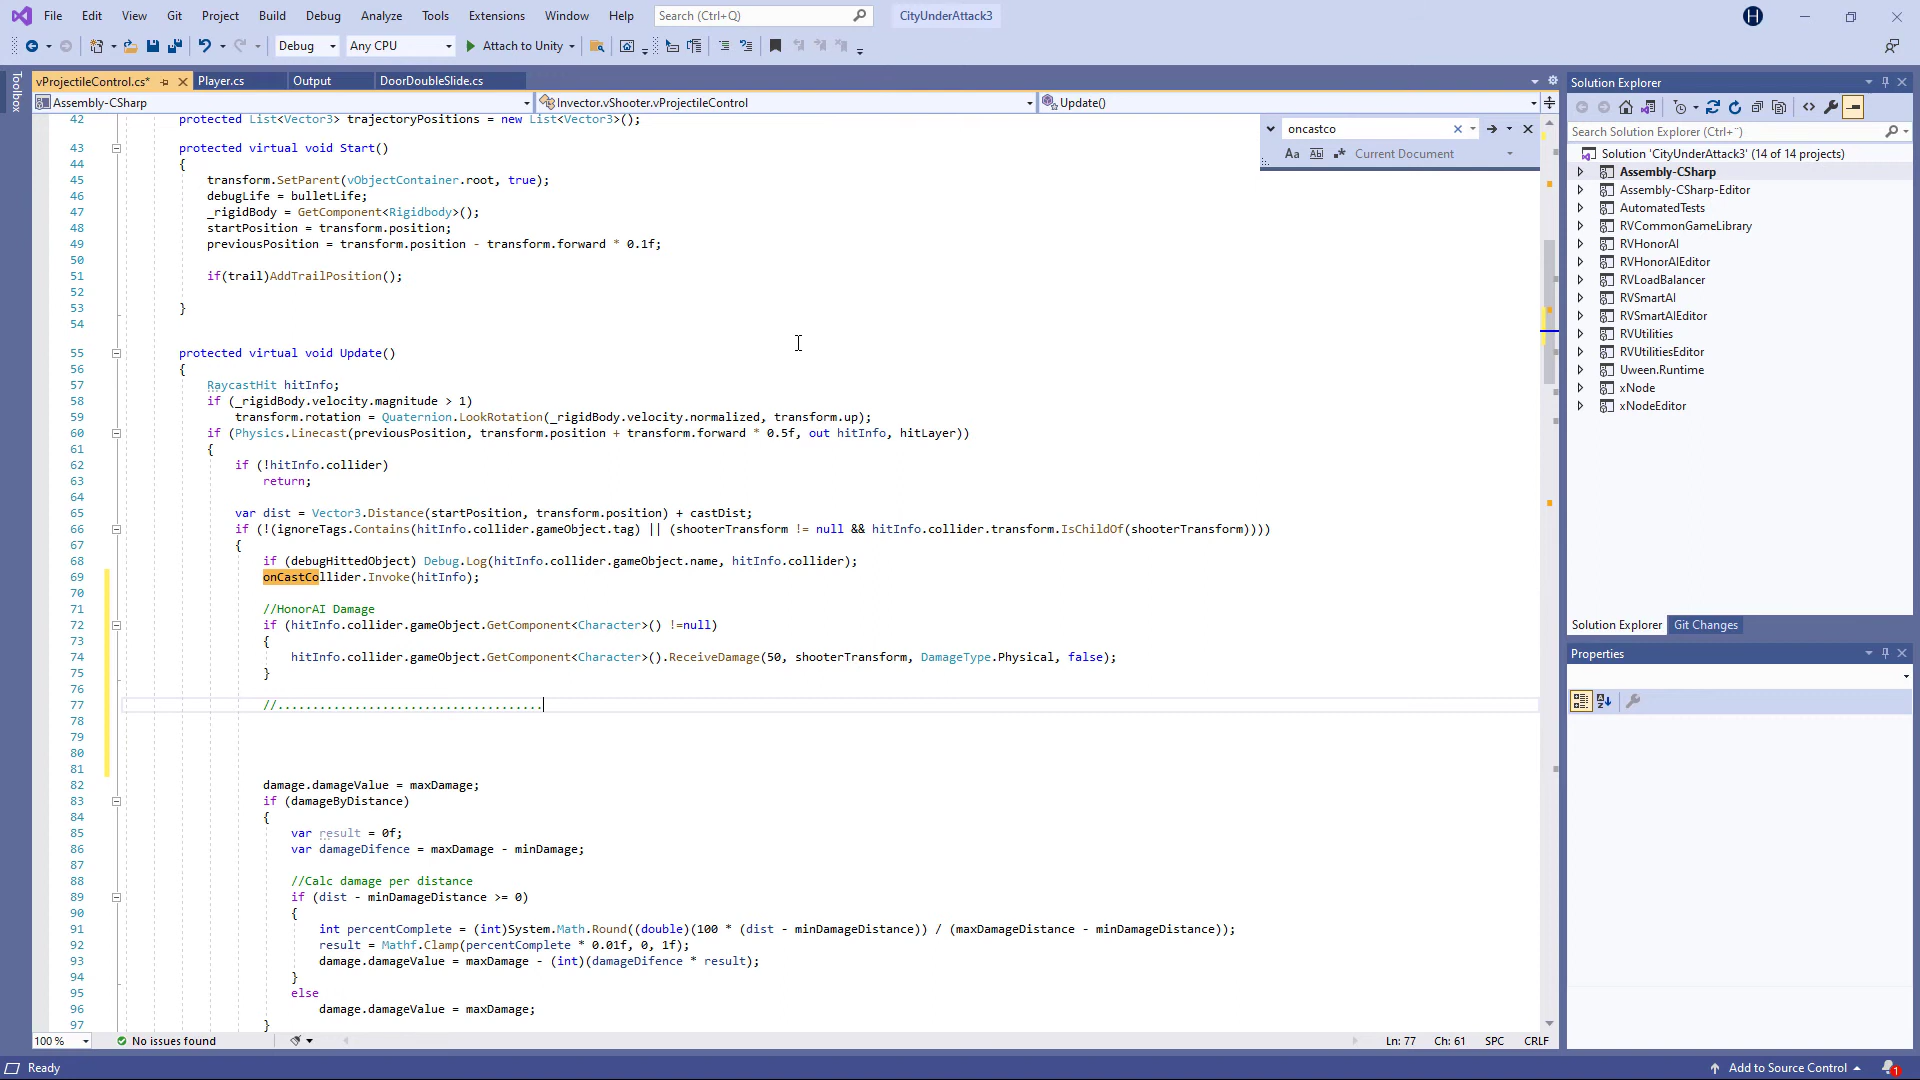 File Edit View Git Project Build Debug Analyze Tools Extensions Window Help Search (Ctrl+Q) CityUnderAttack3 H
Debug Any CPU Attach to Unity
Toolbox
vProjectileControl.cs* Player.cs Output DoorDoubleSlide.cs
Assembly-CSharp Invector.vShooter.vProjectileControl Update()
42 protected List<Vector3> trajectoryPositions = new List<Vector3>();
43 protected virtual void Start()
44 {
45 transform.SetParent(vObjectContainer.root, true);
46 debugLife = bulletLife;
47 _rigidBody = GetComponent<Rigidbody>();
48 startPosition = transform.position;
49 previousPosition = transform.position - transform.forward * 0.1f;
50
51 if(trail)AddTrailPosition();
52
53 }
54
55 protected virtual void Update()
56 {
57 RaycastHit hitInfo;
58 if (_rigidBody.velocity.magnitude > 1)
59 transform.rotation = Quaternion.LookRotation(_rigidBody.velocity.normalized, transform.up);
60 if (Physics.Linecast(previousPosition, transform.position + transform.forward * 0.5f, out hitInfo, hitLayer))
61 {
62 if (!hitInfo.collider)
63 return;
64
65 var dist = Vector3.Distance(startPosition, transform.position) + castDist;
66 if (!(ignoreTags.Contains(hitInfo.collider.gameObject.tag) || (shooterTransform != null && hitInfo.collider.transform.IsChildOf(shooterTransform))))
67 {
68 if (debugHittedObject) Debug.Log(hitInfo.collider.gameObject.name, hitInfo.collider);
69 onCastCollider.Invoke(hitInfo);
70
71 //HonorAI Damage
72 if (hitInfo.collider.gameObject.GetComponent<Character>() !=null)
73 {
74 hitInfo.collider.gameObject.GetComponent<Character>().ReceiveDamage(50, shooterTransform, DamageType.Physical, false);
75 }
76
77 //......................................
78
79
80
81
82 damage.damageValue = maxDamage;
83 if (damageByDistance)
84 {
85 var result = 0f;
86 var damageDifence = maxDamage - minDamage;
87
88 //Calc damage per distance
89 if (dist - minDamageDistance >= 0)
90 {
91 int percentComplete = (int)System.Math.Round((double)(100 * (dist - minDamageDistance)) / (maxDamageDistance - minDamageDistance));
92 result = Mathf.Clamp(percentComplete * 0.01f, 0, 1f);
93 damage.damageValue = maxDamage - (int)(damageDifence * result);
94 }
95 else
96 damage.damageValue = maxDamage;
97 }
oncastco
Aa Ab Current Document
100 % No issues found Ln: 77 Ch: 61 SPC CRLF
Ready Add to Source Control 1
Solution Explorer
Search Solution Explorer (Ctrl+¨)
Solution 'CityUnderAttack3' (14 of 14 projects)
Assembly-CSharp
Assembly-CSharp-Editor
AutomatedTests
RVCommonGameLibrary
RVHonorAI
RVHonorAIEditor
RVLoadBalancer
RVSmartAI
RVSmartAIEditor
RVUtilities
RVUtilitiesEditor
Uween.Runtime
xNode
xNodeEditor
Solution Explorer Git Changes
Properties